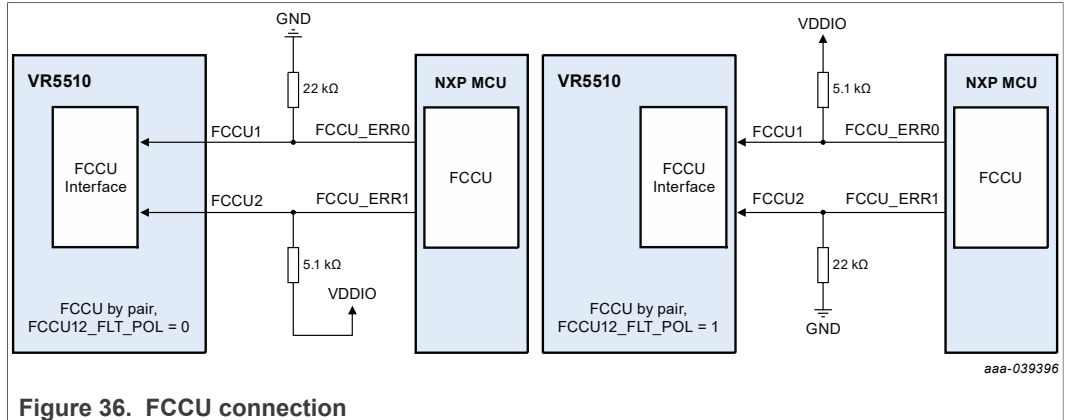 GND
VR5510
22 kΩ
NXP MCU
FCCU1
FCCU_ERR0
FCCU
Interface
FCCU
FCCU2
FCCU_ERR1
5.1 kΩ
VDDIO
FCCU by pair,
FCCU12_FLT_POL = 0
VDDIO
VR5510
5.1 kΩ
NXP MCU
FCCU1
FCCU_ERR0
FCCU
Interface
FCCU
FCCU2
FCCU_ERR1
22 kΩ
GND
FCCU by pair,
FCCU12_FLT_POL = 1
aaa-039396
Figure 36. FCCU connection